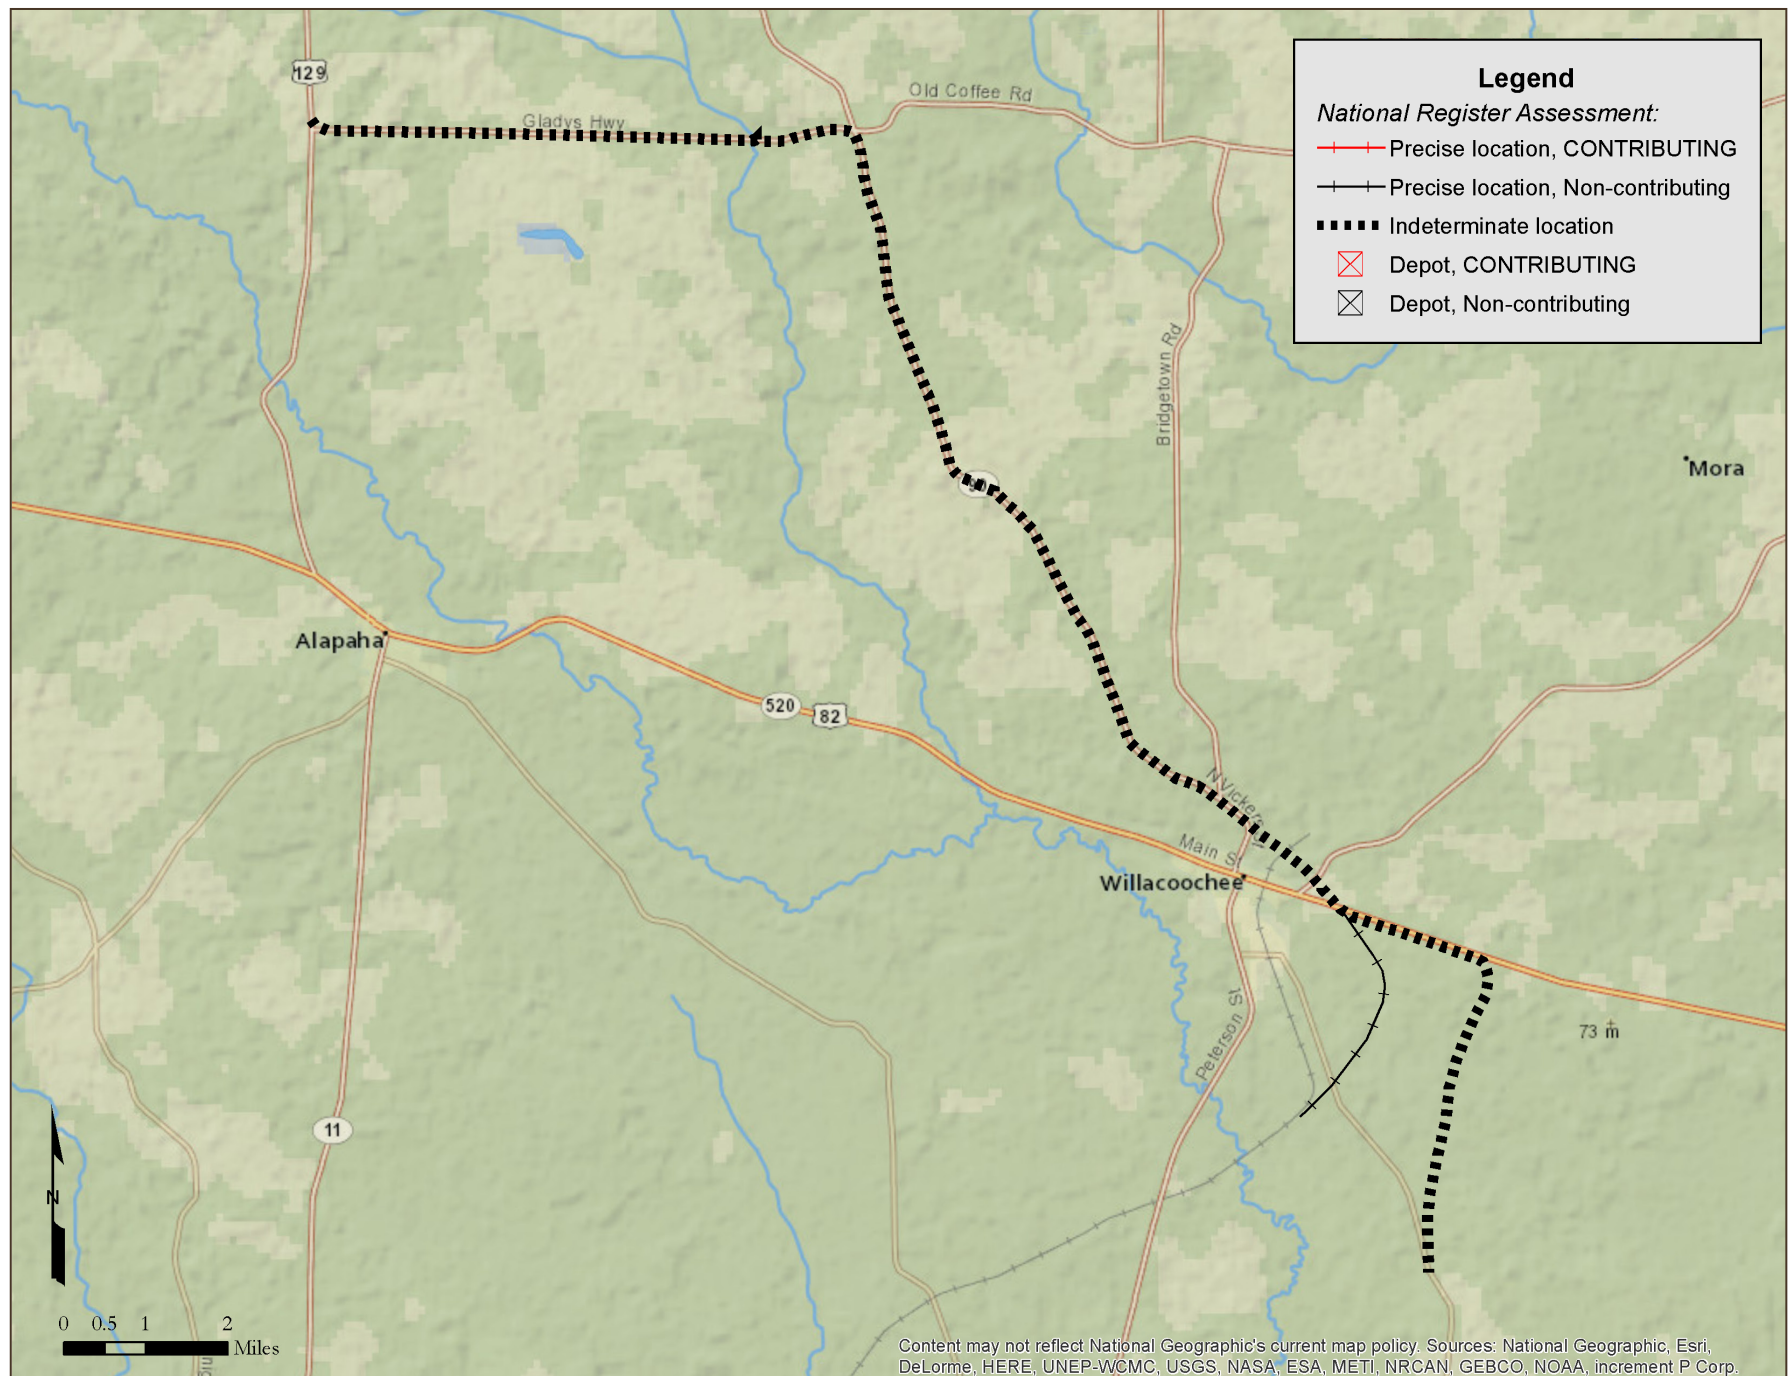 129
Gladys Hwy
Old Coffee Rd
Legend
National Register Assessment:
Precise location, CONTRIBUTING
Precise location, Non-contributing
Indeterminate location
Depot, CONTRIBUTING
Depot, Non-contributing
Bridgetown Rd
Mora
90
Alapaha
520
82
N Vickers
Main St
Willacoochee
Peterson St
73 m
11
N
0 0.5 1 2
Miles
Content may not reflect National Geographic's current map policy. Sources: National Geographic, Esri,
DeLorme, HERE, UNEP-WCMC, USGS, NASA, ESA, METI, NRCAN, GEBCO, NOAA, increment P Corp.